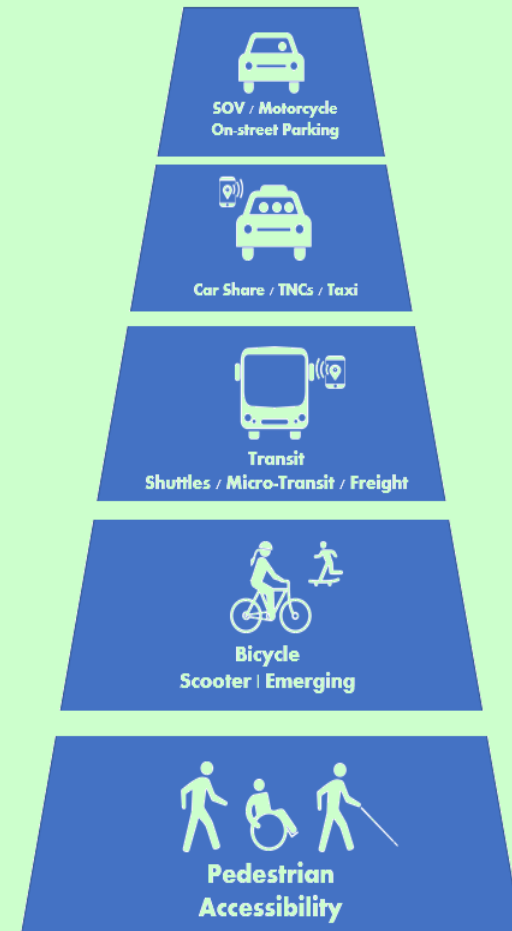 SOV / Motorcycle
On-street Parking
Car Share / TNCs / Taxi
Transit
Shuttles / Micro-Transit / Freight
Bicycle
Scooter | Emerging
Pedestrian
Accessibility